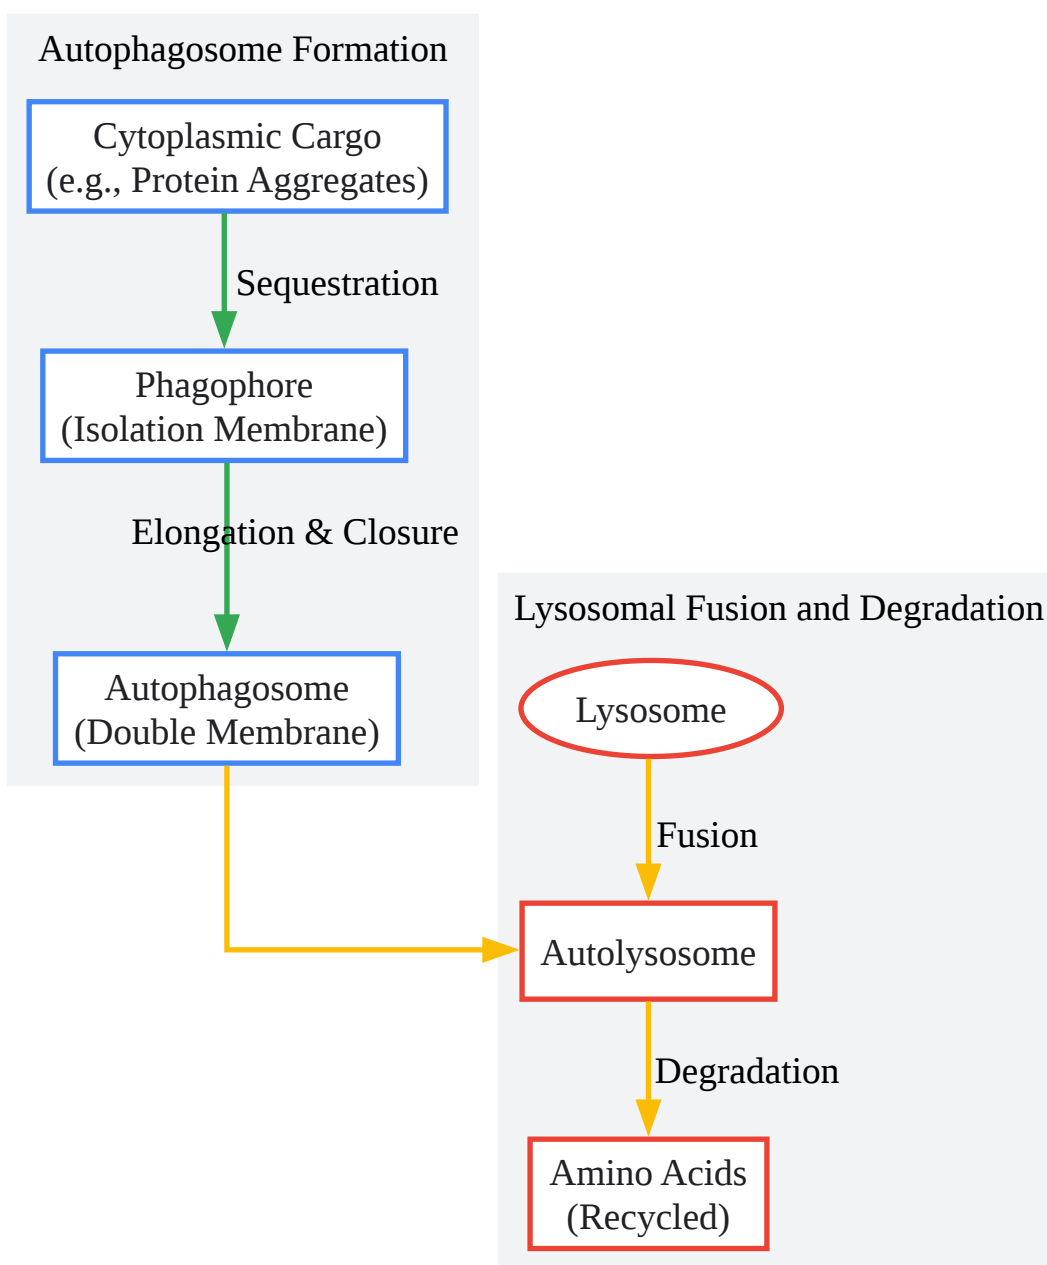 Autophagosome Formation
Cytoplasmic Cargo
(e.g., Protein Aggregates)
Sequestration
Phagophore
(Isolation Membrane)
Elongation & Closure
Autophagosome
(Double Membrane)
Lysosomal Fusion and Degradation
Lysosome
Fusion
Autolysosome
Degradation
Amino Acids
(Recycled)